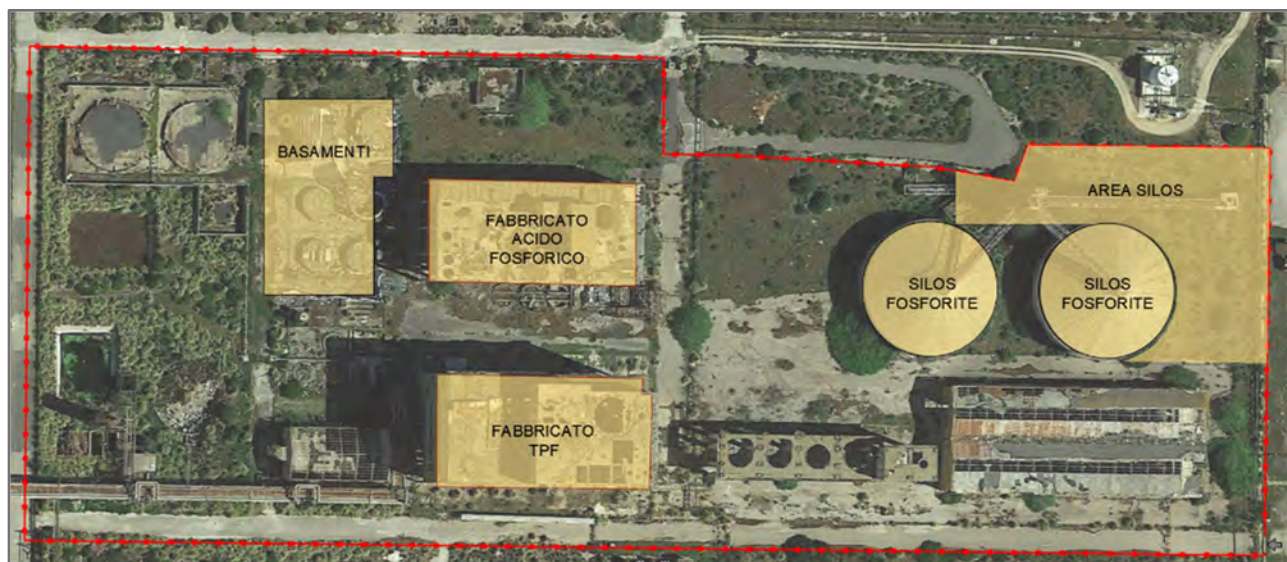 BASAMENTI
FABBRICATO
ACIDO
FOSFORICO
AREA SILOS
SILOS
FOSFORITE
SILOS
FOSFORITE
FABBRICATO
TPF